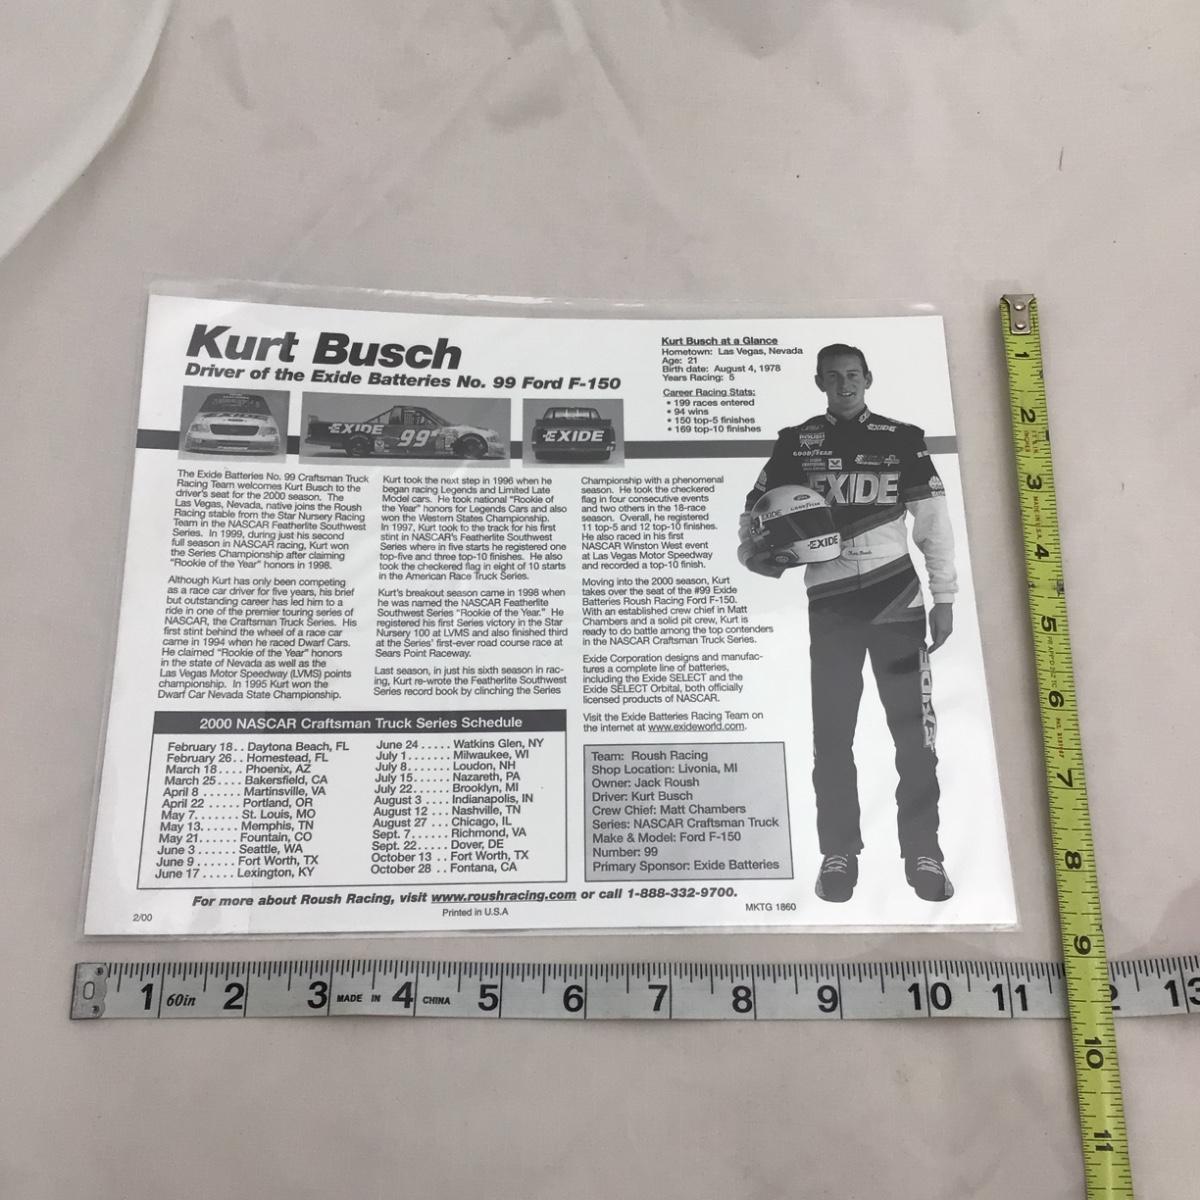 Kurt Busch
Driver of the Exide Batteries No. 99 Ford F-150
Kurt Busch at a Glance
Hometown: Las Vegas, Nevada
Age: 21
Birth date: August 4, 1978
Years Racing: 5
Career Racing Stats:
• 199 races entered
• 94 wins
• 150 top-5 finishes
• 169 top-10 finishes
EXIDE
99
EXIDE
The Exide Batteries No. 99 Craftsman Truck
Racing Team welcomes Kurt Busch to the
driver's seat for the 2000 season. The
Las Vegas, Nevada, native joins the Roush
Racing stable from the Star Nursery Racing
Team in the NASCAR Featherlite Southwest
Series. In 1999, during just his second
full season in NASCAR racing, Kurt won
the Series Championship after claiming
"Rookie of the Year" honors in 1998.
Although Kurt has only been competing
as a race car driver for five years, his brief
but outstanding career has led him to a
ride in one of the premier touring series of
NASCAR, the Craftsman Truck Series. His
first stint behind the wheel of a race car
came in 1994 when he raced Dwarf Cars.
He claimed "Rookie of the Year" honors
in the state of Nevada as well as the
Las Vegas Motor Speedway (LVMS) points
championship. In 1995 Kurt won the
Dwarf Car Nevada State Championship.
Kurt took the next step in 1996 when he
began racing Legends and Limited Late
Model cars. He took national "Rookie of
the Year" honors for Legends Cars and also
won the Western States Championship.
In 1997, Kurt took to the track for his first
stint in NASCAR's Featherlite Southwest
Series where in five starts he registered one
top-five and three top-10 finishes. He also
took the checkered flag in eight of 10 starts
in the American Race Truck Series.
Kurt's breakout season came in 1998 when
he was named the NASCAR Featherlite
Southwest Series "Rookie of the Year." He
registered his first Series victory in the Star
Nursery 100 at LVMS and also finished third
at the Series' first-ever road course race at
Sears Point Raceway.
Last season, in just his sixth season in rac-
ing, Kurt re-wrote the Featherlite Southwest
Series record book by clinching the Series
Championship with a phenomenal
season. He took the checkered
flag in four consecutive events
and two others in the 18-race
season. Overall, he registered
11 top-5 and 12 top-10 finishes.
He also raced in his first
NASCAR Winston West event
at Las Vegas Motor Speedway
and recorded a top-10 finish.
Moving into the 2000 season, Kurt
takes over the seat of the #99 Exide
Batteries Roush Racing Ford F-150.
With an established crew chief in Matt
Chambers and a solid pit crew, Kurt is
ready to do battle among the top contenders
in the NASCAR Craftsman Truck Series.
Exide Corporation designs and manufac-
tures a complete line of batteries,
including the Exide SELECT and the
Exide SELECT Orbital, both officially
licensed products of NASCAR.
Visit the Exide Batteries Racing Team on
the internet at www.exideworld.com.
EXIDE
GOODYEAR
EXIDE
EXIDE
EXIDE
EXIDE
2000 NASCAR Craftsman Truck Series Schedule
February 18 . . Daytona Beach, FL
February 26 . . Homestead, FL
March 18 . . . . Phoenix, AZ
March 25 . . . . Bakersfield, CA
April 8 . . . . . . Martinsville, VA
April 22 . . . . . Portland, OR
May 7. . . . . . . St. Louis, MO
May 13. . . . . . Memphis, TN
May 21. . . . . . Fountain, CO
June 3 . . . . . . Seattle, WA
June 9 . . . . . . Fort Worth, TX
June 17 . . . . . Lexington, KY
June 24 . . . . . Watkins Glen, NY
July 1 . . . . . . . Milwaukee, WI
July 8 . . . . . . . Loudon, NH
July 15 . . . . . . Nazareth, PA
July 22 . . . . . . Brooklyn, MI
August 3 . . . . Indianapolis, IN
August 12 . . . Nashville, TN
August 27 . . . Chicago, IL
Sept. 7 . . . . . . Richmond, VA
Sept. 22 . . . . . Dover, DE
October 13 . . Fort Worth, TX
October 28 . . Fontana, CA
Team: Roush Racing
Shop Location: Livonia, MI
Owner: Jack Roush
Driver: Kurt Busch
Crew Chief: Matt Chambers
Series: NASCAR Craftsman Truck
Make & Model: Ford F-150
Number: 99
Primary Sponsor: Exide Batteries
For more about Roush Racing, visit www.roushracing.com or call 1-888-332-9700.
2/00
Printed in U.S.A
MKTG 1860
0 1 60in 2 3 MADE IN 4 CHINA 5 6 7 8 9 10 11 13
1
2
3
4
5
6
7
8
9
10
11